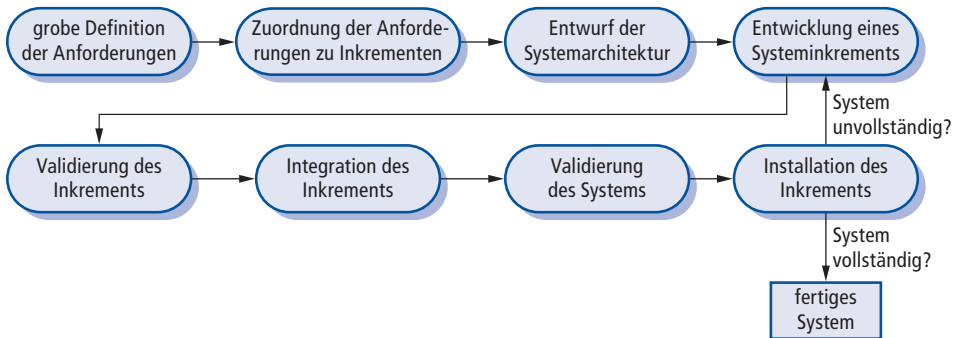 grobe Definition
der Anforderungen
Zuordnung der Anforde-
rungen zu Inkrementen
Entwurf der
Systemarchitektur
Entwicklung eines
Systeminkrements
System
unvollständig?
Validierung des
Inkrements
Integration des
Inkrements
Validierung
des Systems
Installation des
Inkrements
System
vollständig?
fertiges
System